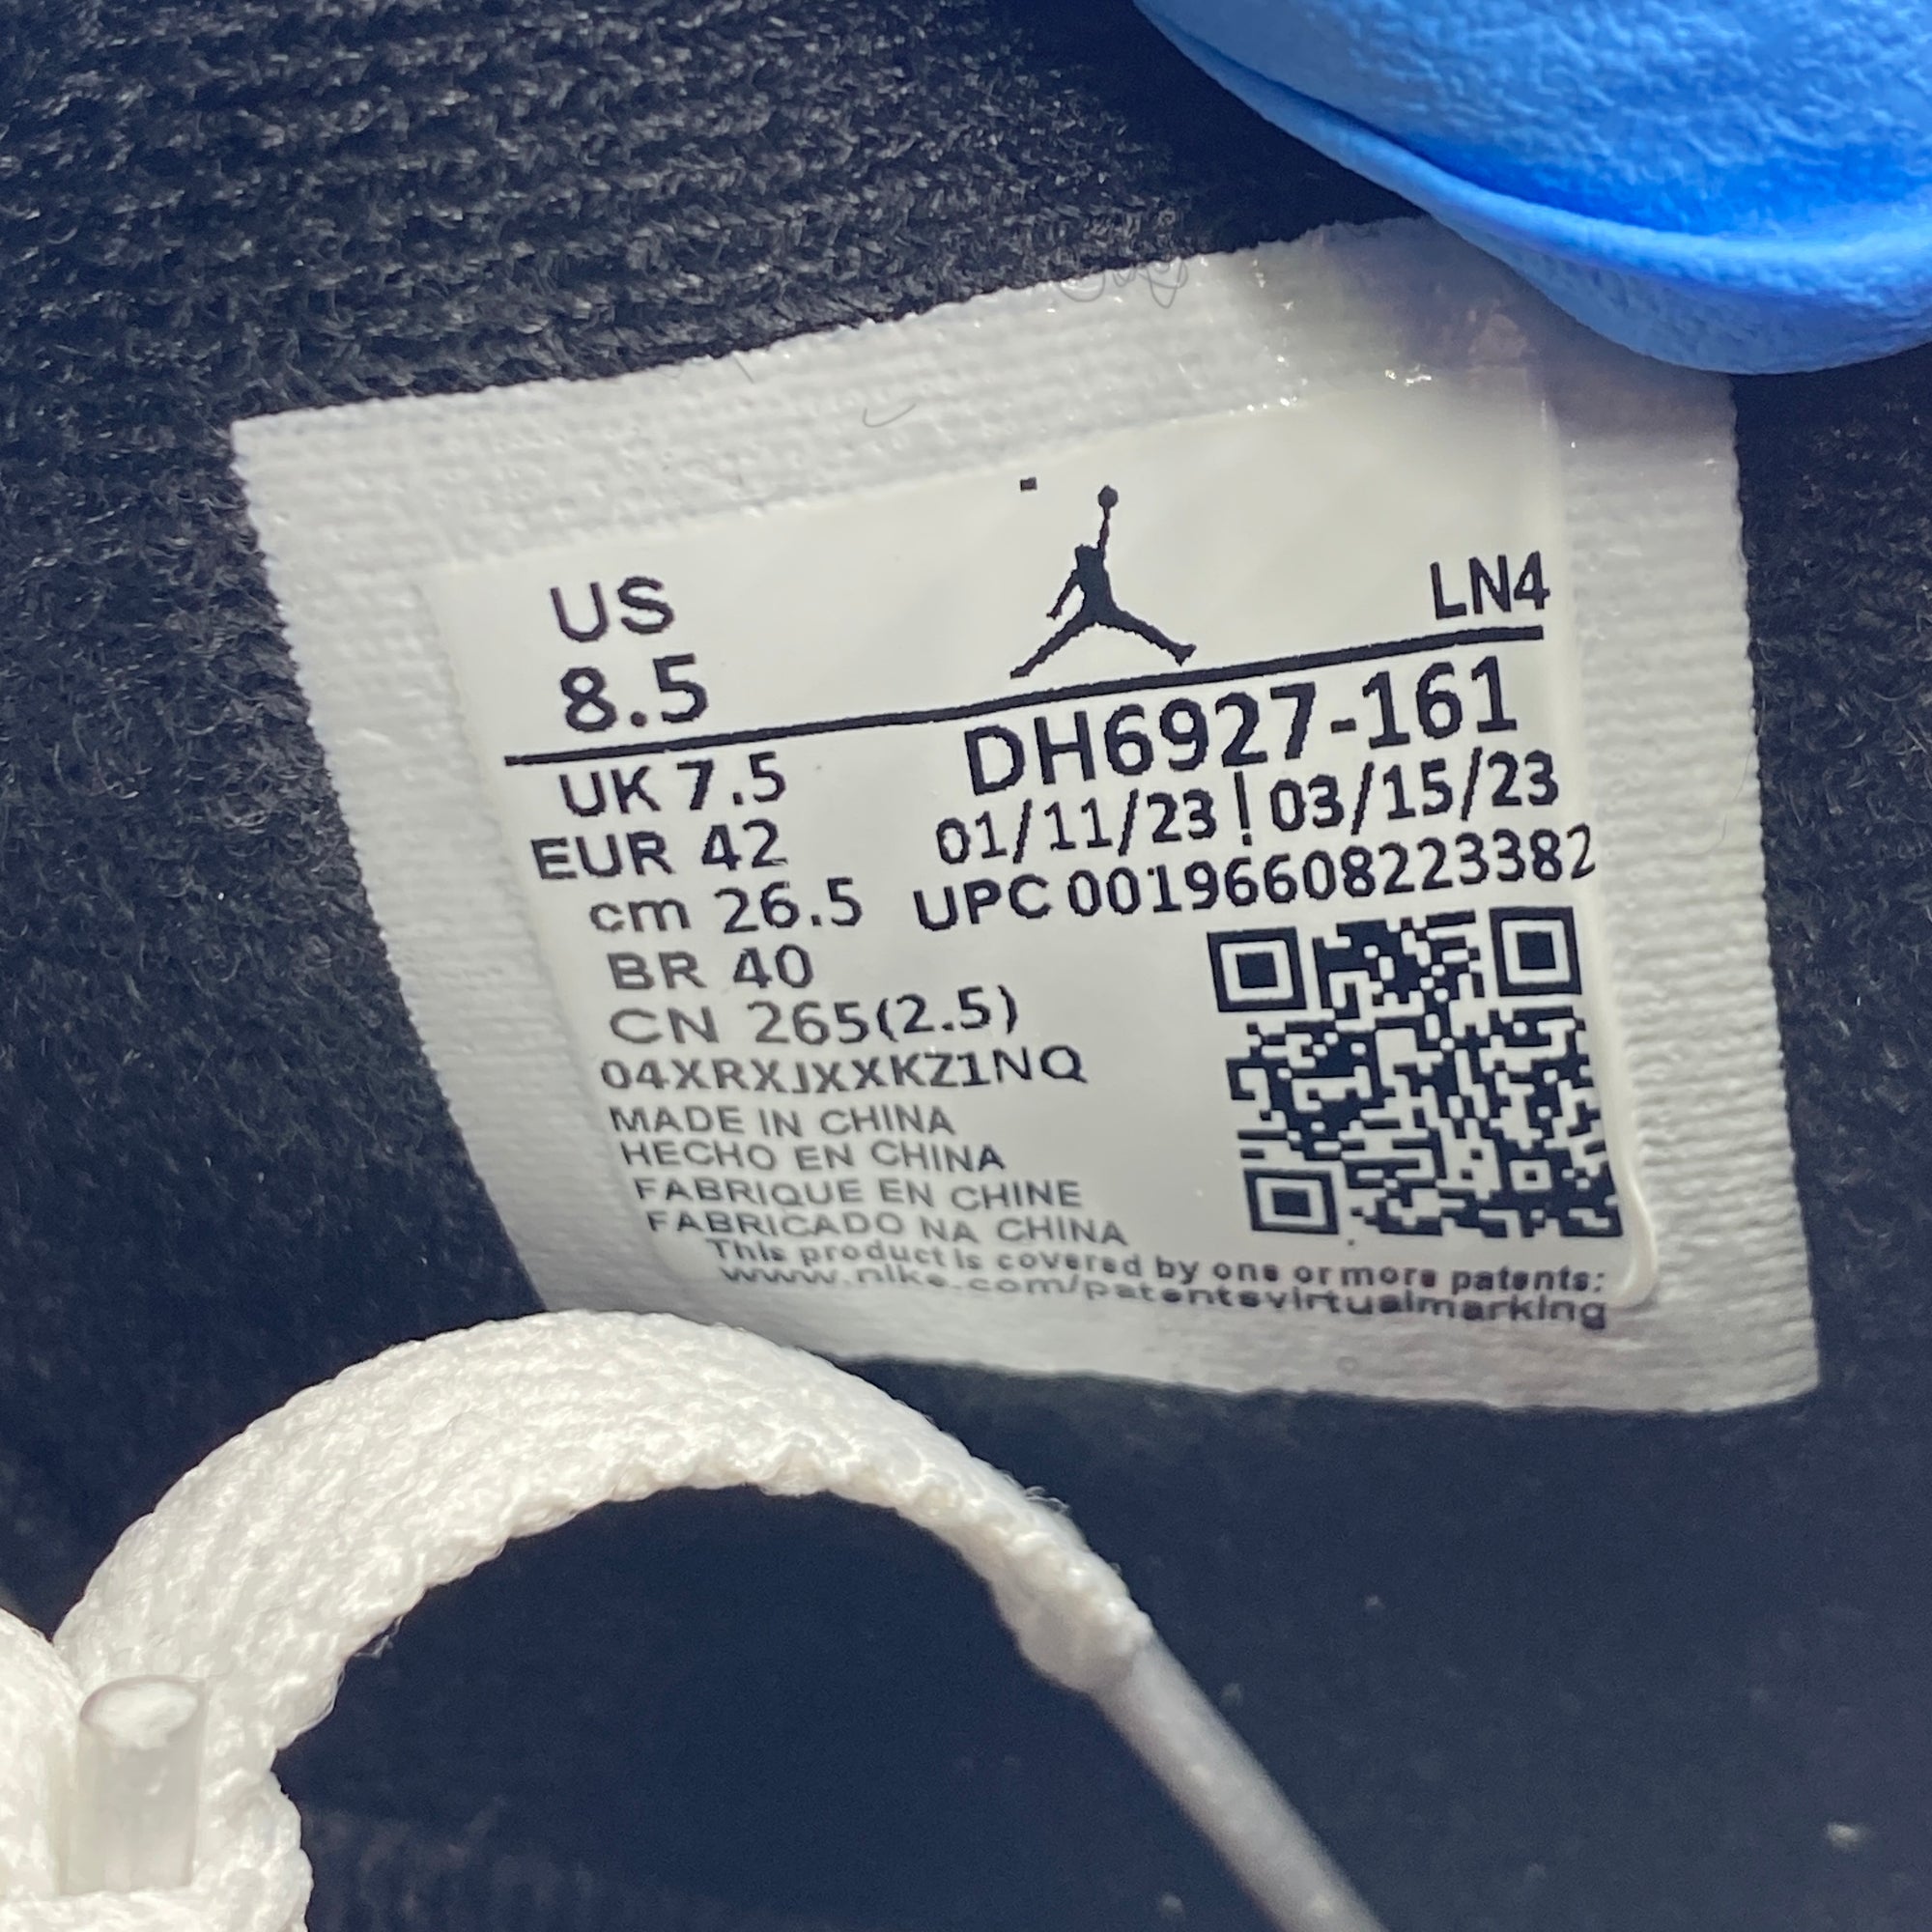 US
LN4
8.5
DH6927-161
UK 7.5
01/11/23 | 03/15/23
EUR 42
UPC 00196608223382
cm 26.5
BR 40
CN 265(2.5)
04XRXJXXKZ1NQ
MADE IN CHINA
HECHO EN CHINA
FABRIQUE EN CHINE
FABRICADO NA CHINA
This product is covered by one or more patents:
www.nike.com/patentsvirtualmarking